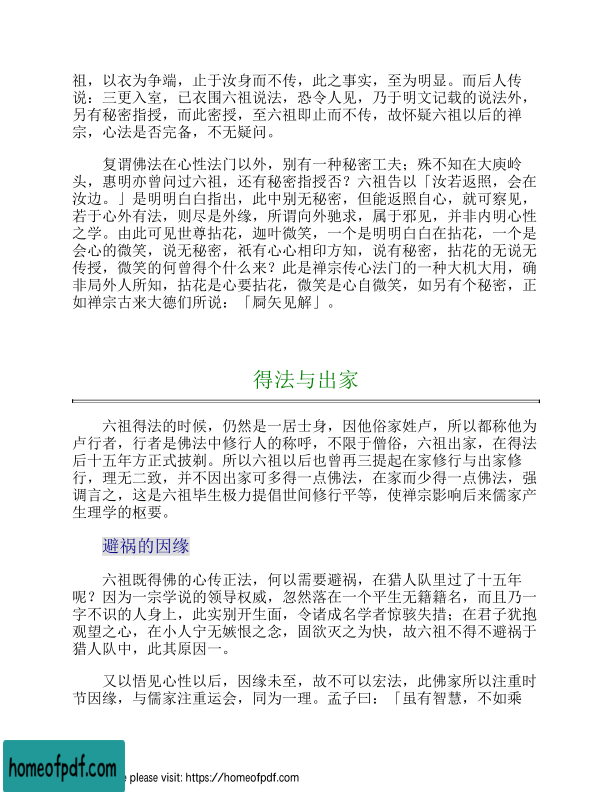 祖，以衣为争端，止于汝身而不传，此之事实，至为明显。而后人传
说：三更入室，已衣围六祖说法，恐令人见，乃于明文记载的说法外，
另有秘密指授，而此密授，至六祖即止而不传，故怀疑六祖以后的禅
宗，心法是否完备，不无疑问。
复谓佛法在心性法门以外，别有一种秘密工夫；殊不知在大庾岭
头，惠明亦曾问过六祖，还有秘密指授否？六祖告以「汝若返照，会在
汝边。」是明明白白指出，此中别无秘密，但能返照自心，就可察见，
若于心外有法，则尽是外缘，所谓向外驰求，属于邪见，并非内明心性
之学。由此可见世尊拈花，迦叶微笑，一个是明明白白在拈花，一个是
会心的微笑，说无秘密，祇有心心相印方知，说有秘密，拈花的无说无
传授，微笑的何曾得个什么来？此是禅宗传心法门的一种大机大用，确
非局外人所知，拈花是心要拈花，微笑是心自微笑，如另有个秘密，正
如禅宗古来大德们所说：「屙矢见解」。
得法与出家
六祖得法的时候，仍然是一居士身，因他俗家姓卢，所以都称他为
卢行者，行者是佛法中修行人的称呼，不限于僧俗，六祖出家，在得法
后十五年方正式披剃。所以六祖以后也曾再三提起在家修行与出家修
行，理无二致，并不因出家可多得一点佛法，在家而少得一点佛法，强
调言之，这是六祖毕生极力提倡世间修行平等，使禅宗影响后来儒家产
生理学的枢要。
避祸的因缘
六祖既得佛的心传正法，何以需要避祸，在猎人队里过了十五年
呢？因为一宗学说的领导权威，忽然落在一个平生无籍籍名，而且乃一
字不识的人身上，此实别开生面，令诸成名学者惊骇失措；在君子犹抱
观望之心，在小人宁无嫉恨之念，固欲灭之为快，故六祖不得不避祸于
猎人队中，此其原因一。
又以悟见心性以后，因缘未至，故不可以宏法，此佛家所以注重时
节因缘，与儒家注重运会，同为一理。孟子曰：「虽有智慧，不如乘
homeofpdf.com
e please visit: https://homeofpdf.com